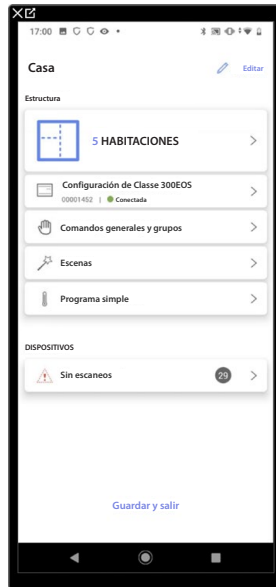 17:00
Casa
Editar
Estructura
5 HABITACIONES
Configuración de Classe 300EOS
00001452 | Conectada
Comandos generales y grupos
Escenas
Programa simple
DISPOSITIVOS
Sin escaneos
29
Guardar y salir